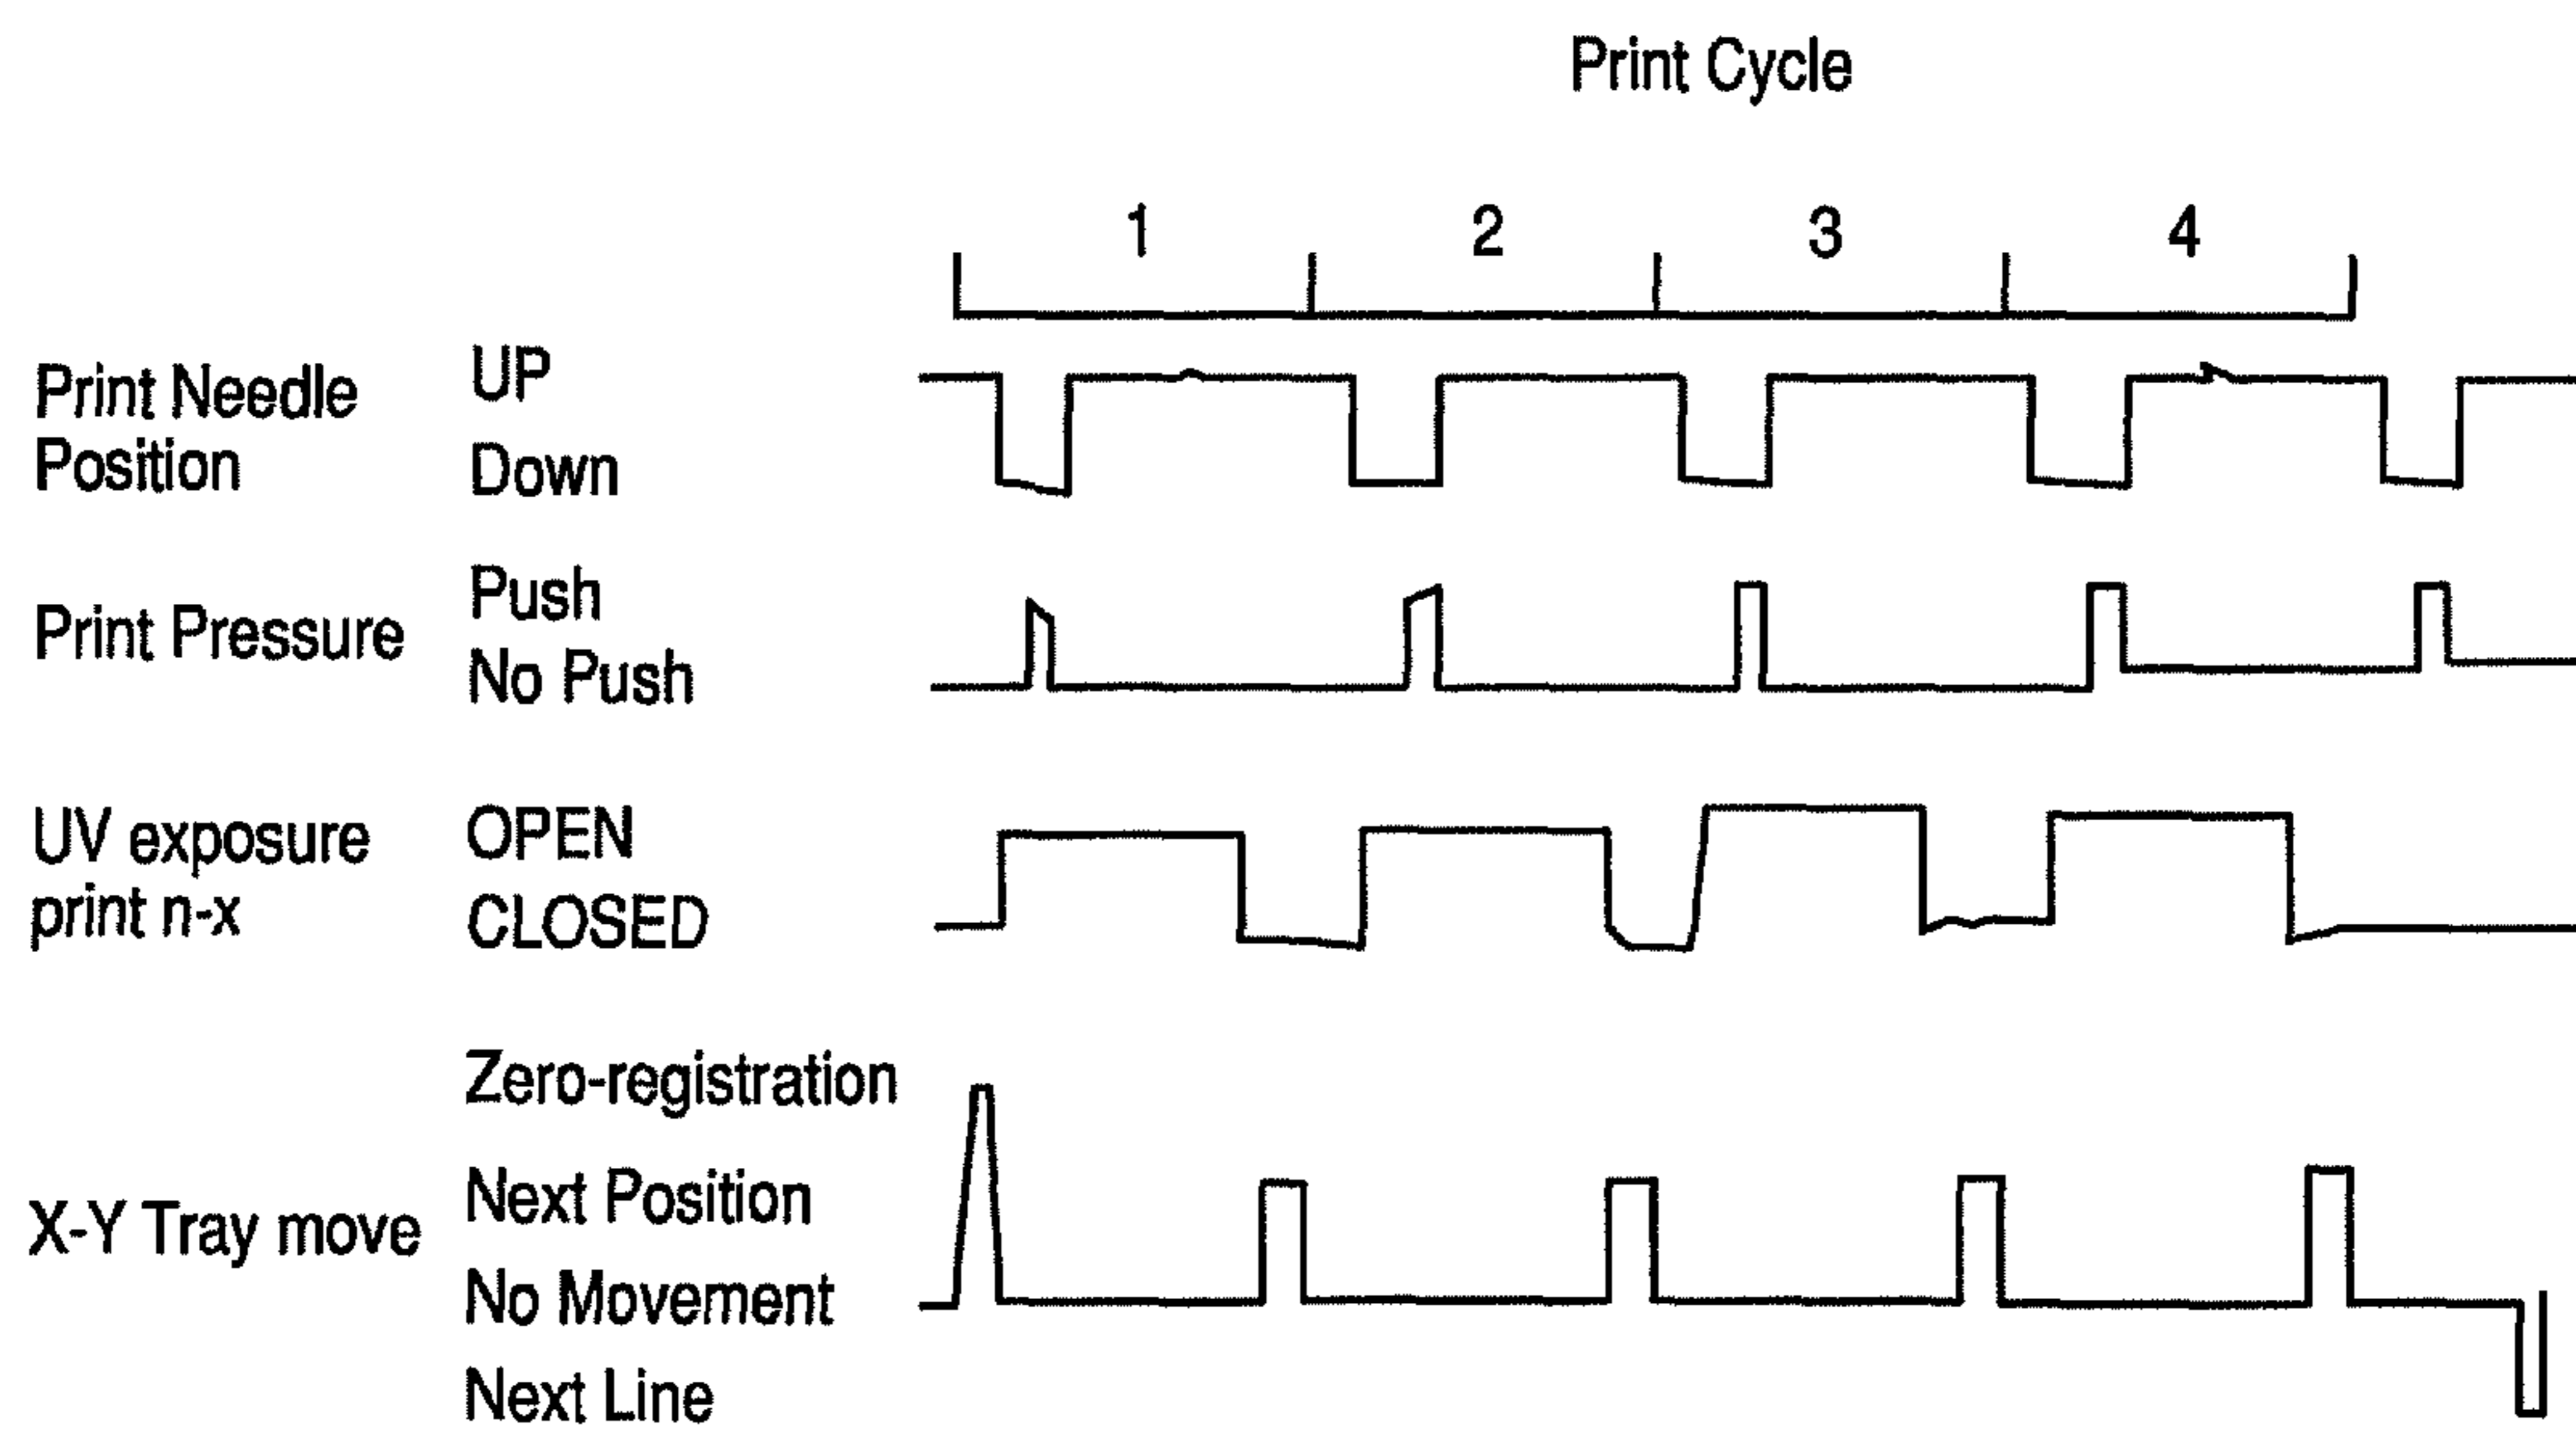 Print Cycle
1 2 3 4
Print Needle
Position
UP
Down
Print Pressure
Push
No Push
UV exposure
print n-x
OPEN
CLOSED
X-Y Tray move
Zero-registration
Next Position
No Movement
Next Line